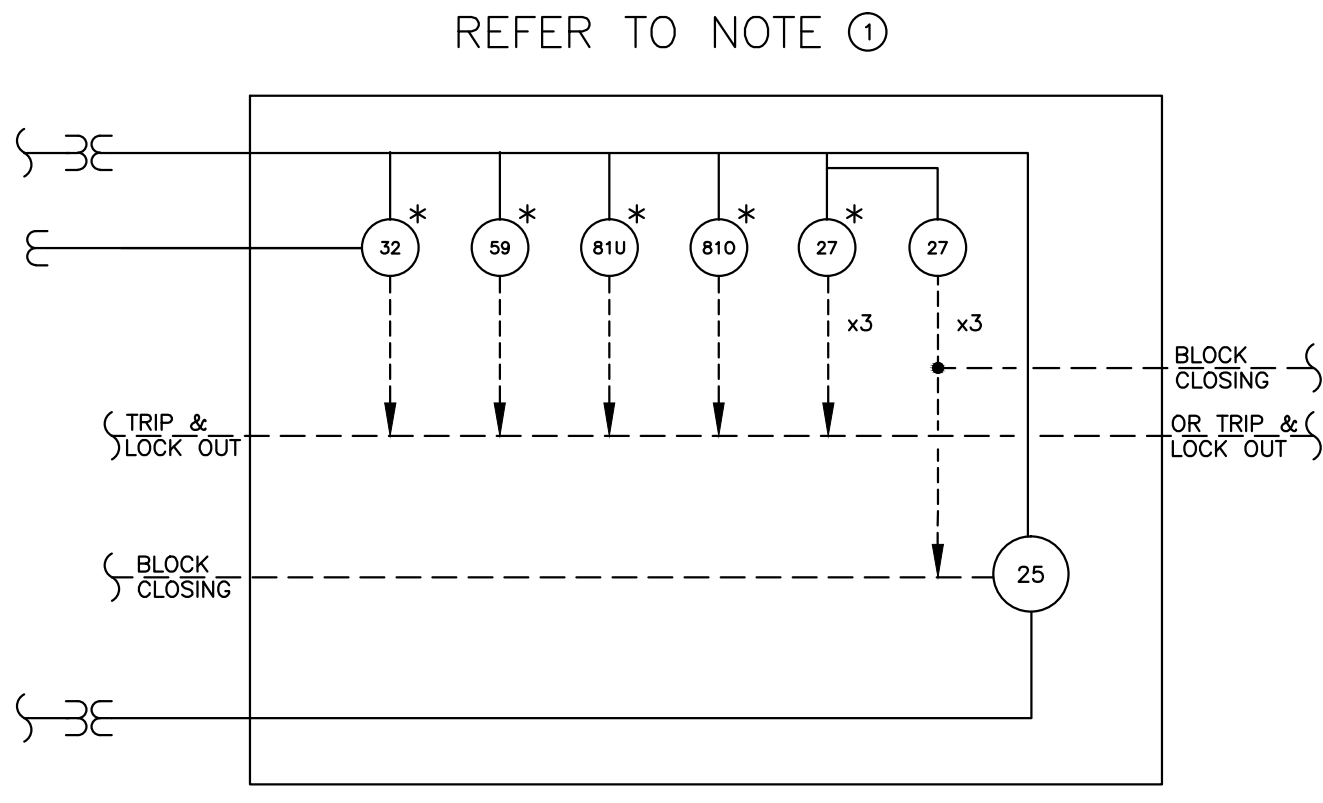 REFER TO NOTE 1
* * * * *
32 59 81U 81O 27 27
x3 x3
BLOCK
CLOSING
TRIP &
LOCK OUT
OR TRIP &
LOCK OUT
BLOCK
CLOSING
25